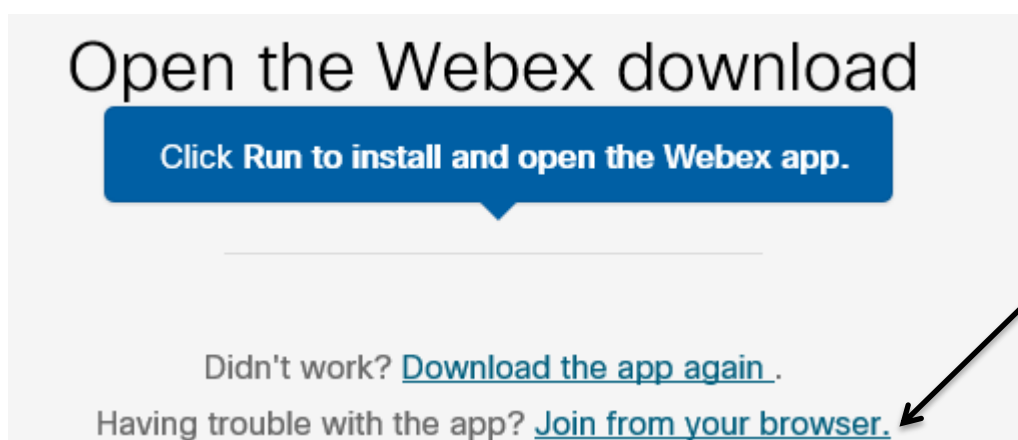 Open the Webex download
Click Run to install and open the Webex app.
Didn't work? Download the app again .
Having trouble with the app? Join from your browser.